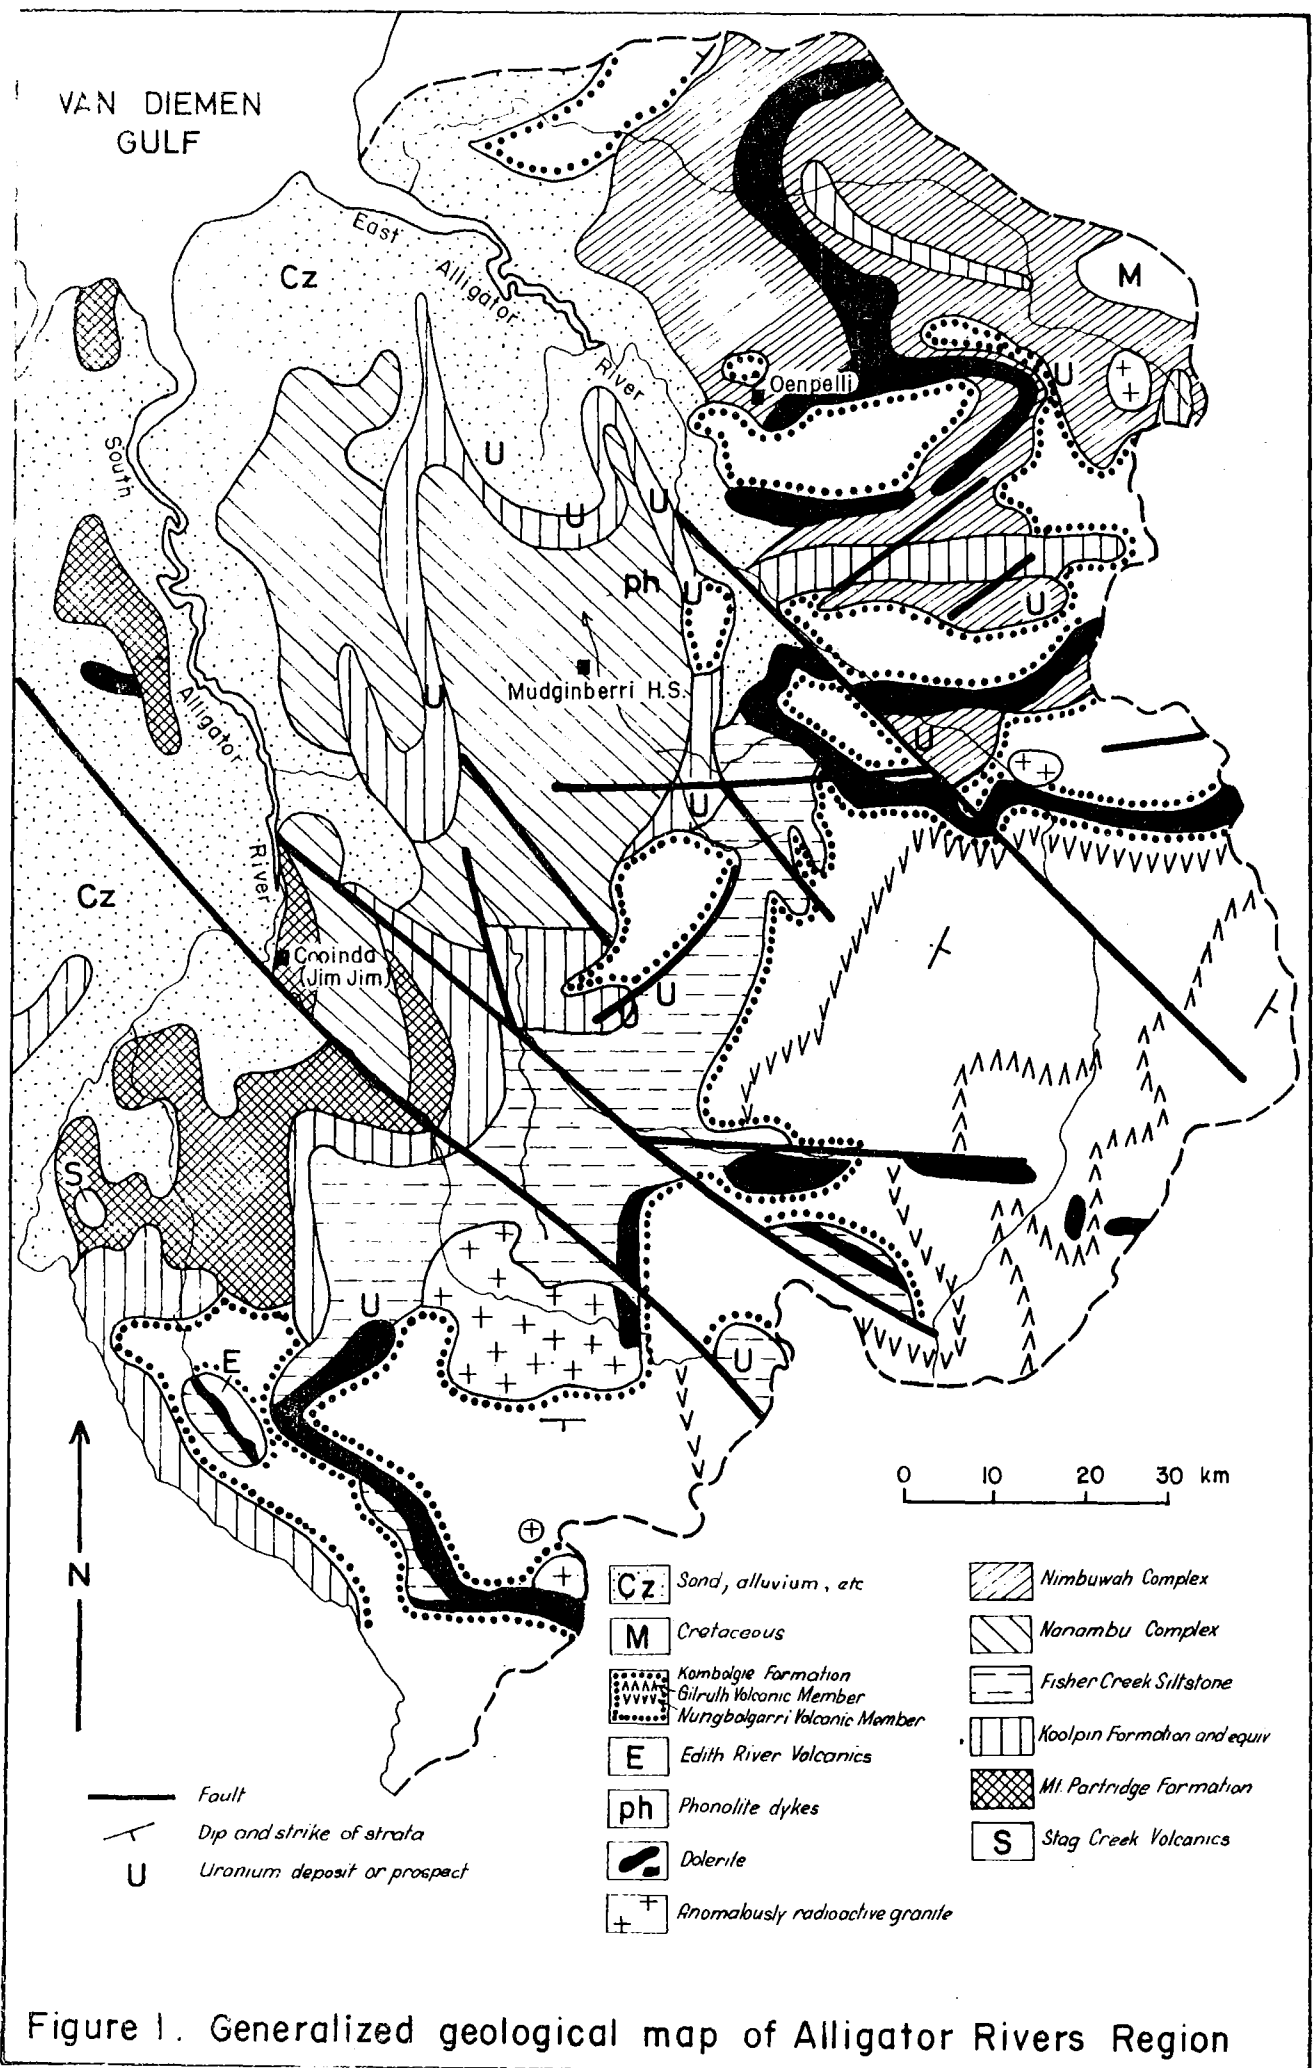 VAN DIEMEN
GULF
East
Alligator
River
Cz
M
U
Oenpelli
South
Alligator
River
U
U
U
ph
U
U
Mudginberri H.S.
U
U
U
Cz
Cooinda
(Jim Jim)
U
U
S
U
E
U
0 10 20 30 km
N
Cz Sand, alluvium, etc
M Cretaceous
Kombolgie Formation
Gilruth Volcanic Member
Nungbalgarri Volcanic Member
E Edith River Volcanics
ph Phonolite dykes
Dolerite
Anomalously radioactive granite
Nimbuwah Complex
Nanambu Complex
Fisher Creek Siltstone
Koolpin Formation and equiv
Mt. Partridge Formation
S Stag Creek Volcanics
Fault
Dip and strike of strata
U Uranium deposit or prospect
Figure 1. Generalized geological map of Alligator Rivers Region